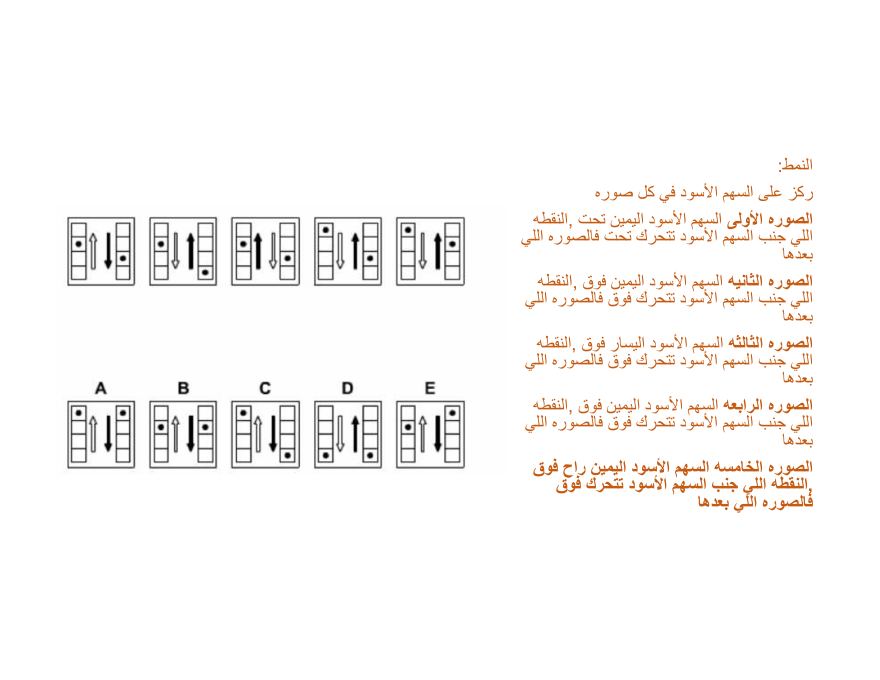 النمط:
ركز على السهم الأسود في كل صوره
الصوره الأولى السهم الأسود اليمين تحت ,النقطه
اللي جنب السهم الأسود تتحرك تحت فالصوره اللي
بعدها
الصوره الثانيه السهم الأسود اليمين فوق ,النقطه
اللي جنب السهم الأسود تتحرك فوق فالصوره اللي
بعدها
الصوره الثالثه السهم الأسود اليسار فوق ,النقطه
اللي جنب السهم الأسود تتحرك فوق فالصوره اللي
بعدها
الصوره الرابعه السهم الأسود اليمين فوق ,النقطه
اللي جنب السهم الأسود تتحرك فوق فالصوره اللي
بعدها
الصوره الخامسه السهم الأسود اليمين راح فوق
,النقطه اللي جنب السهم الأسود تتحرك فوق
فالصوره اللي بعدها
A B C D E